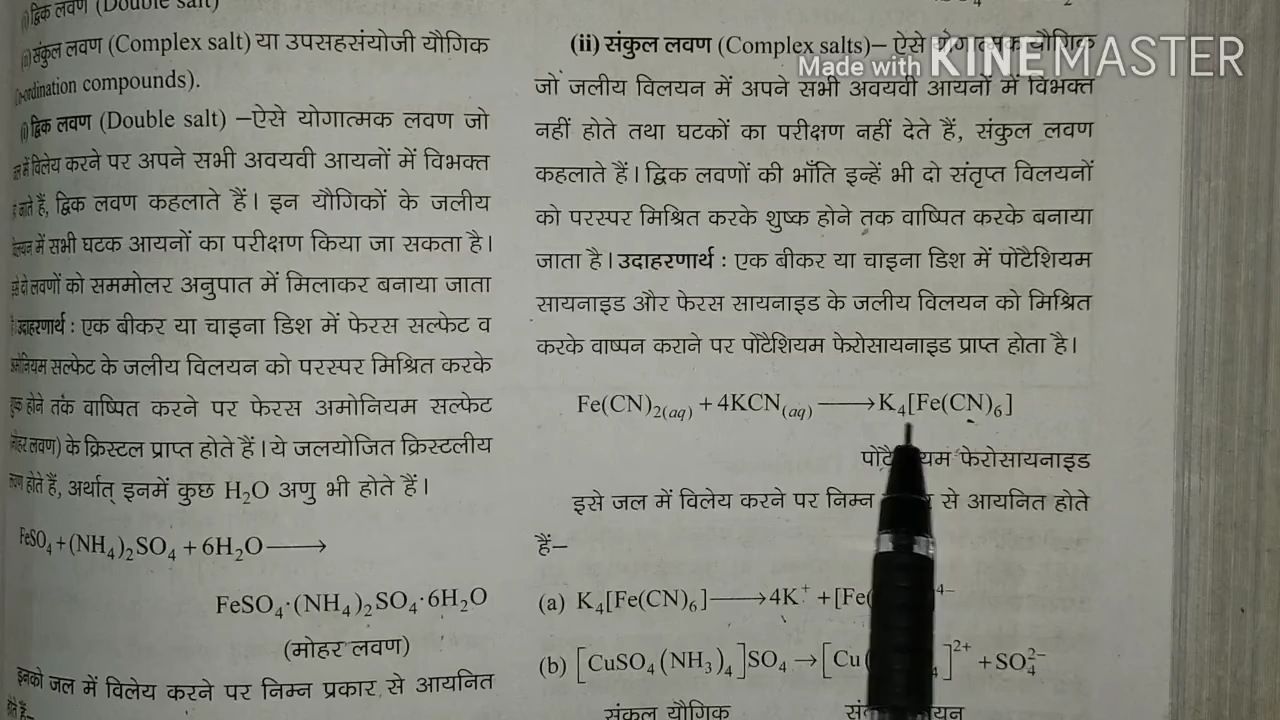 (i) द्विक लवण (Double salt)
(ii) संकुल लवण (Complex salt) या उपसहसंयोजी यौगिक
ordination compounds).
(i) द्विक लवण (Double salt) –ऐसे योगात्मक लवण जो
में विलेय करने पर अपने सभी अवयवी आयनों में विभक्त
जाते हैं, द्विक लवण कहलाते हैं। इन यौगिकों के जलीय
में सभी घटक आयनों का परीक्षण किया जा सकता है।
दो लवणों को सममोलर अनुपात में मिलाकर बनाया जाता
उदाहरणार्थ : एक बीकर या चाइना डिश में फेरस सल्फेट व
सल्फेट के जलीय विलयन को परस्पर मिश्रित करके
होने तक वाष्पित करने पर फेरस अमोनियम सल्फेट
लवण) के क्रिस्टल प्राप्त होते हैं। ये जलयोजित क्रिस्टलीय
होते हैं, अर्थात् इनमें कुछ H₂O अणु भी होते हैं।
FeSO₄+(NH₄)₂SO₄ + 6H₂O⟶
FeSO₄·(NH₄)₂SO₄·6H₂O
(मोहर लवण)
इनको जल में विलेय करने पर निम्न प्रकार से आयनित
होते हैं–
(ii) संकुल लवण (Complex salts)– ऐसे योगात्मक यौगिक
जो जलीय विलयन में अपने सभी अवयवी आयनों में विभक्त
नहीं होते तथा घटकों का परीक्षण नहीं देते हैं, संकुल लवण
कहलाते हैं। द्विक लवणों की भाँति इन्हें भी दो संतृप्त विलयनों
को परस्पर मिश्रित करके शुष्क होने तक वाष्पित करके बनाया
जाता है। उदाहरणार्थ : एक बीकर या चाइना डिश में पोटैशियम
सायनाइड और फेरस सायनाइड के जलीय विलयन को मिश्रित
करके वाष्पन कराने पर पोटैशियम फेरोसायनाइड प्राप्त होता है।
Fe(CN)₂(aq) + 4KCN(aq) ⟶K₄[Fe(CN)₆]
फेरोसायनाइड
इसे जल में विलेय करने पर निम्न से आयनित होते
हैं–
(a) K₄[Fe(CN)₆]⟶4K⁺ +[Fe( ⁴⁻
(b) [CuSO₄(NH₃)₄]SO₄→[Cu( ]²⁺ +SO₄²⁻
संकुल यौगिक
Made with KINEMASTER